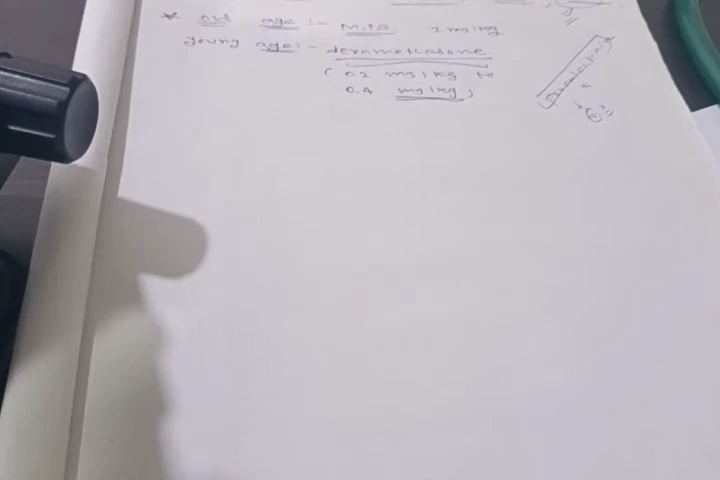 * old age :- M.P.S. 1 mg/kg
young age :- dexamethasone
( 0.2 mg/kg to
0.4 mg/kg )